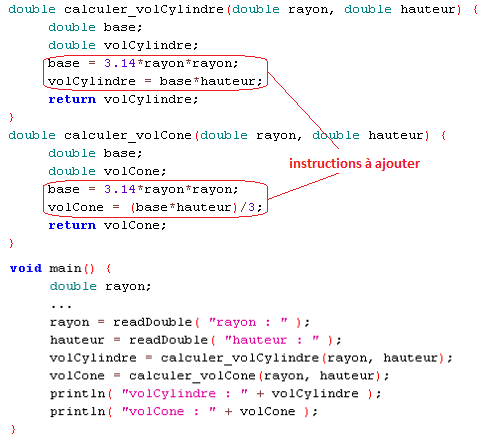 double calculer_volCylindre(double rayon, double hauteur) {
double base;
double volCylindre;
base = 3.14*rayon*rayon;
volCylindre = base*hauteur;
return volCylindre;
}
double calculer_volCone(double rayon, double hauteur) {
double base;
double volCone;
instructions à ajouter
base = 3.14*rayon*rayon;
volCone = (base*hauteur)/3;
return volCone;
}
void main() {
double rayon;
...
rayon = readDouble( "rayon : " );
hauteur = readDouble( "hauteur : " );
volCylindre = calculer_volCylindre(rayon, hauteur);
volCone = calculer_volCone(rayon, hauteur);
println( "volCylindre : " + volCylindre );
println( "volCone : " + volCone );
}